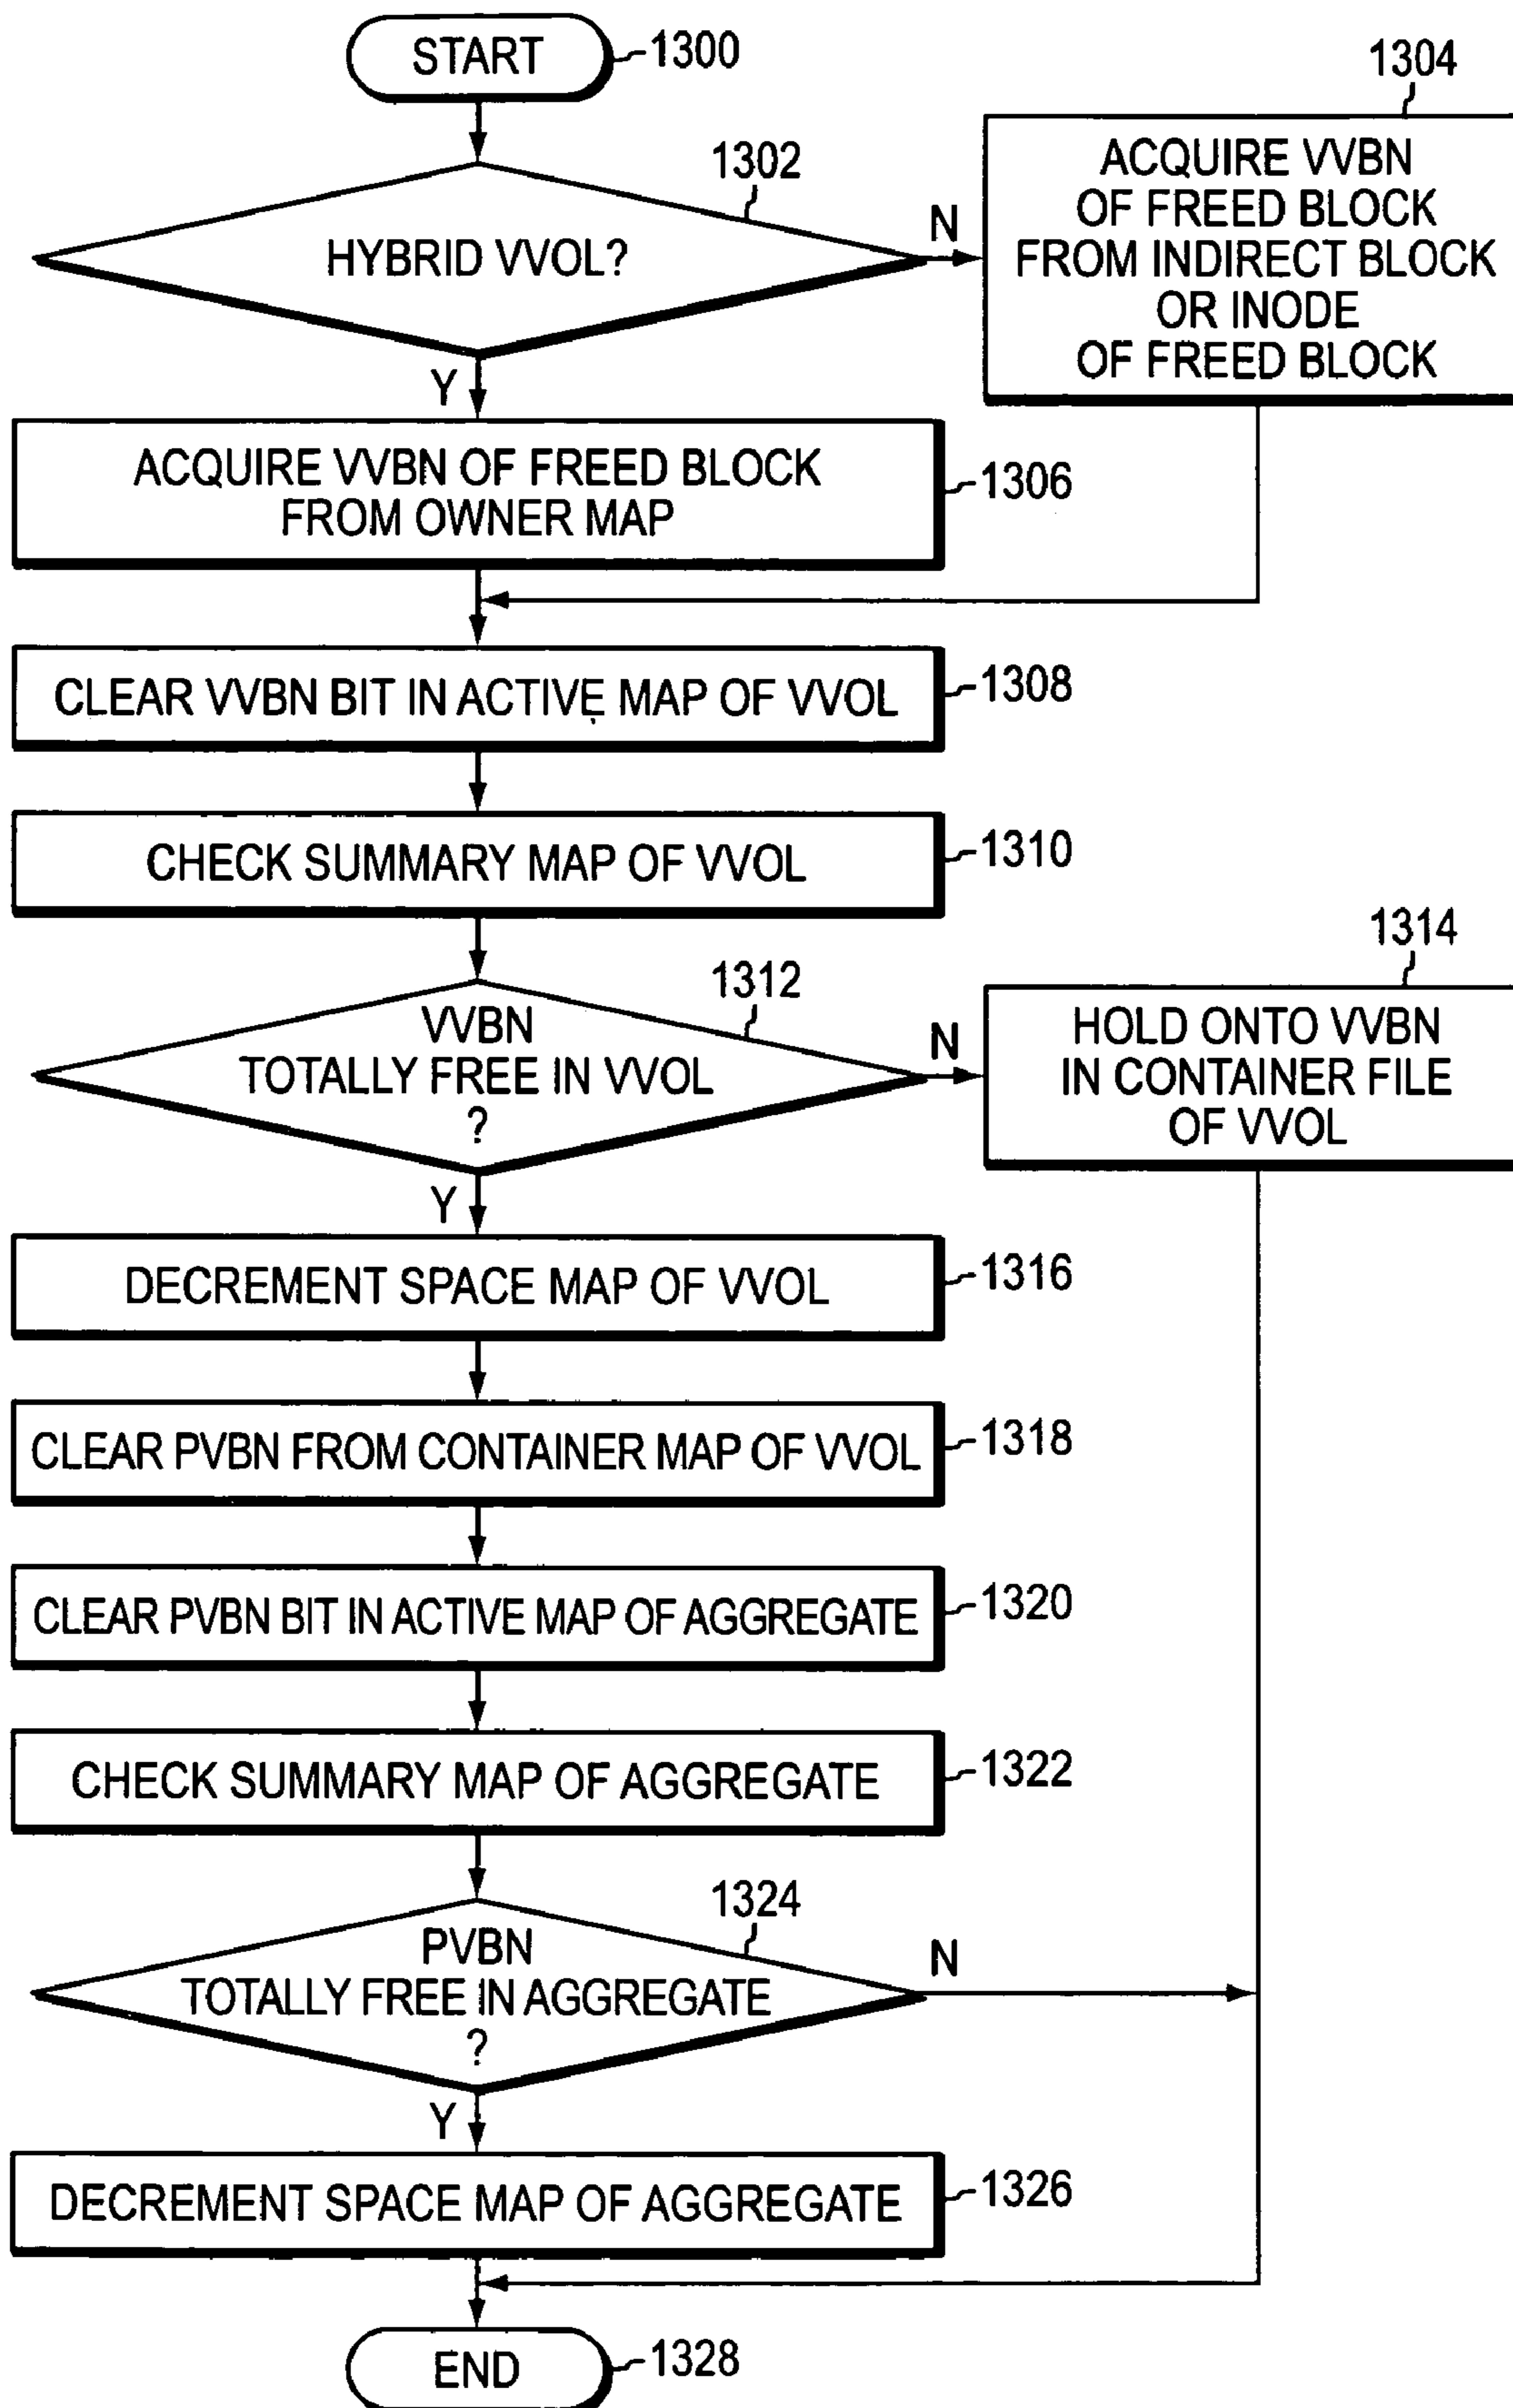 START
1300
1302
HYBRID VVOL?
N
1304
ACQUIRE VVBN
OF FREED BLOCK
FROM INDIRECT BLOCK
OR INODE
OF FREED BLOCK
Y
ACQUIRE VVBN OF FREED BLOCK
FROM OWNER MAP
1306
CLEAR VVBN BIT IN ACTIVE MAP OF VVOL
1308
CHECK SUMMARY MAP OF VVOL
1310
1312
VVBN
TOTALLY FREE IN VVOL
?
N
1314
HOLD ONTO VVBN
IN CONTAINER FILE
OF VVOL
Y
DECREMENT SPACE MAP OF VVOL
1316
CLEAR PVBN FROM CONTAINER MAP OF VVOL
1318
CLEAR PVBN BIT IN ACTIVE MAP OF AGGREGATE
1320
CHECK SUMMARY MAP OF AGGREGATE
1322
1324
PVBN
TOTALLY FREE IN AGGREGATE
?
N
Y
DECREMENT SPACE MAP OF AGGREGATE
1326
END
1328